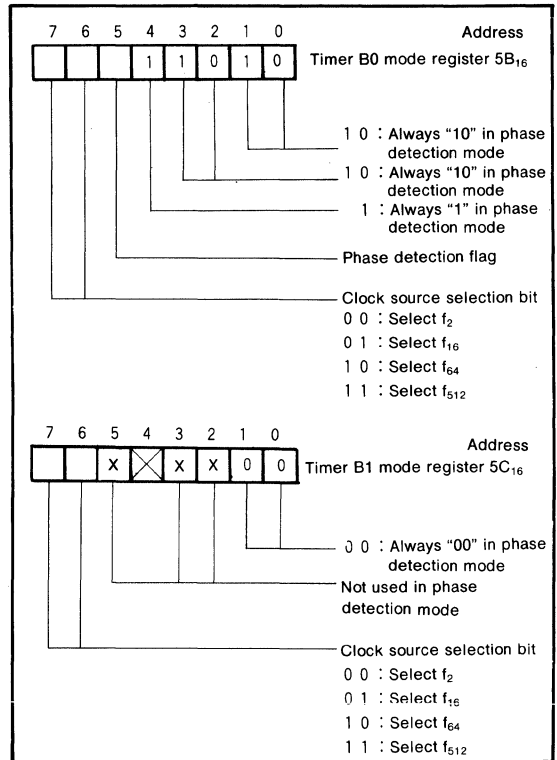 7 6 5 4 3 2 1 0 Address
1 1 0 1 0 Timer B0 mode register 5B₁₆
1 0 : Always “10” in phase
detection mode
1 0 : Always “10” in phase
detection mode
1 : Always “1” in phase
detection mode
Phase detection flag
Clock source selection bit
0 0 : Select f₂
0 1 : Select f₁₆
1 0 : Select f₆₄
1 1 : Select f₅₁₂
7 6 5 4 3 2 1 0
Address
X X X 0 0 Timer B1 mode register 5C₁₆
0 0 : Always “00” in phase
detection mode
Not used in phase
detection mode
Clock source selection bit
0 0 : Select f₂
0 1 : Select f₁₆
1 0 : Select f₆₄
1 1 : Select f₅₁₂